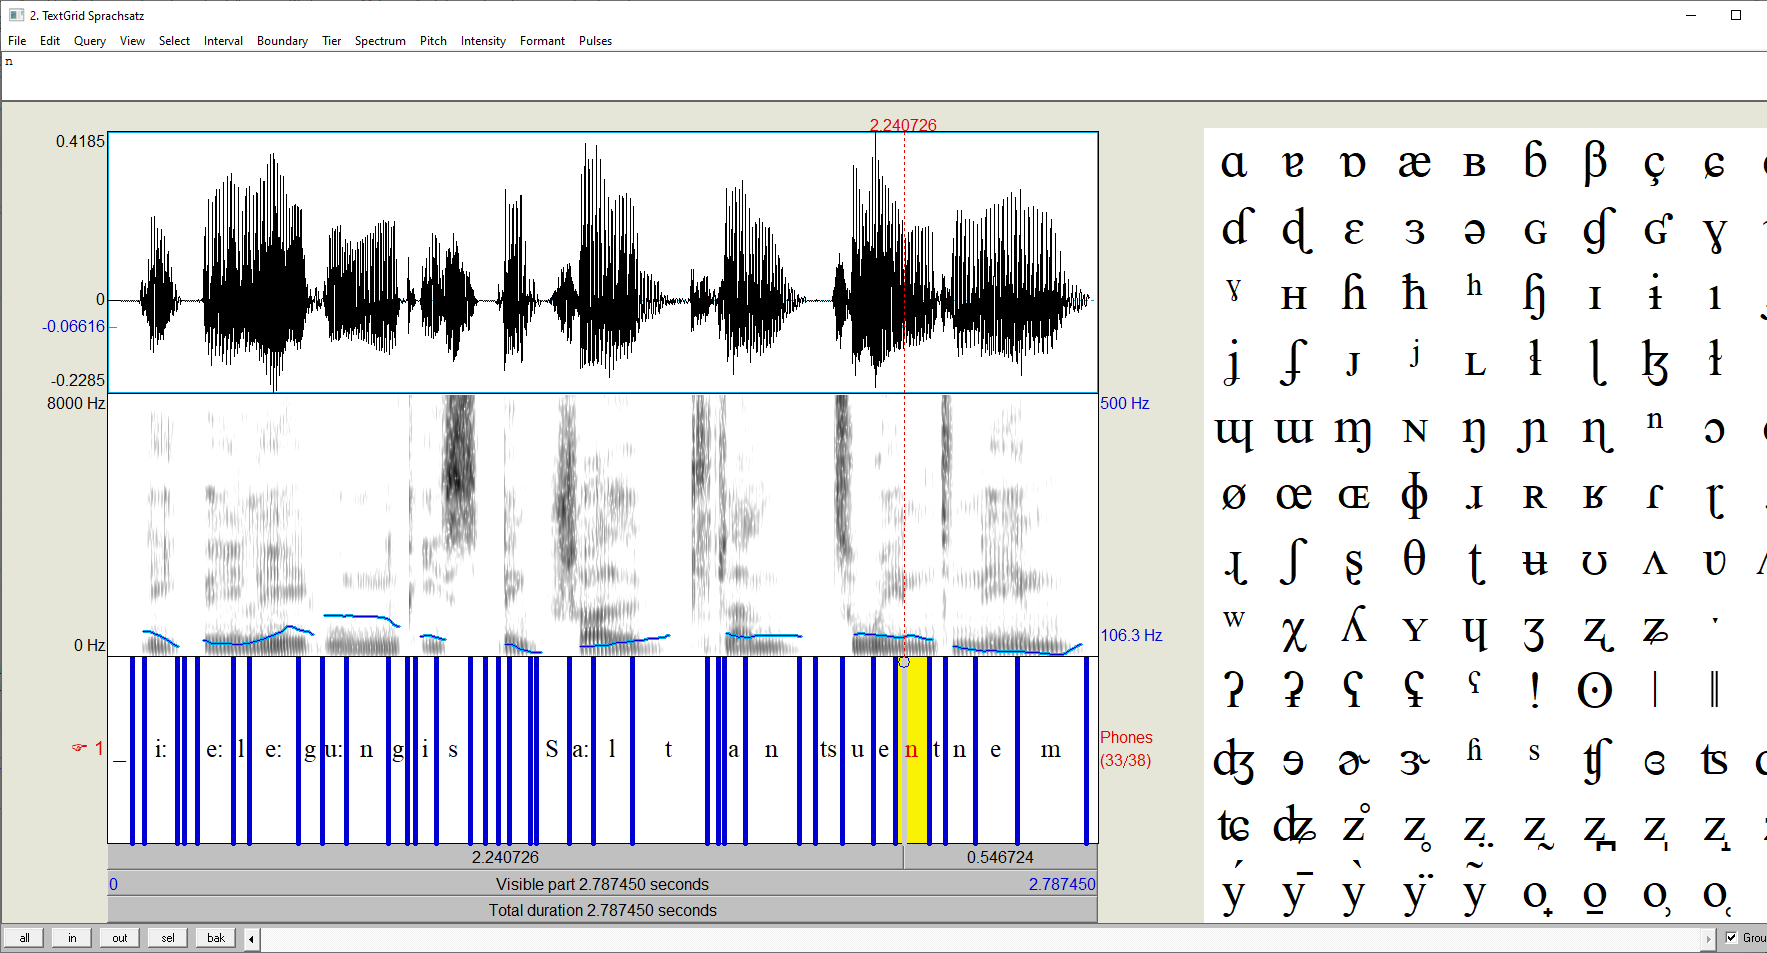 2. TextGrid Sprachsatz
File Edit Query View Select Interval Boundary Tier Spectrum Pitch Intensity Formant Pulses
n
2.240726
0.4185
0
-0.06616
-0.2285
8000 Hz
500 Hz
106.3 Hz
0 Hz
☞ 1
_ i: e: l e: g u: n g i s S a: l t a n ts u e n t n e m
Phones
(33/38)
2.240726 0.546724
0 Visible part 2.787450 seconds 2.787450
Total duration 2.787450 seconds
all in out sel bak
Grou
ɑ ɐ ɒ æ ʙ ɓ β ç ɕ
ɗ ɖ ɛ ɜ ə ɢ ɠ ʛ ɣ
ˠ ʜ ɦ ħ ʰ ɧ ɪ ɨ ı
ʝ ʄ ᴊ ʲ ʟ ɫ ɭ ɮ ɫ
ɰ ɯ ɱ ɴ ŋ ɲ ɳ ⁿ ɔ
ø œ ɶ ɸ ɹ ʀ ʁ ɾ ɽ
ɻ ʃ ʂ θ ʈ ʉ ʊ ʌ ʋ
ʷ χ ʎ ʏ ɥ ʒ ʐ ʑ
ʔ ʡ ʕ ʢ ˤ ! ʘ ǀ ǁ
ʤ ɘ ɚ ɝ ʱ ˢ ʧ ɞ ʦ
ʨ ʥ z̊ z̥ z̤ z̰ z̺ z̩ z̞
ý ȳ ỳ ÿ ỹ o̟ o̠ o̹ o̜